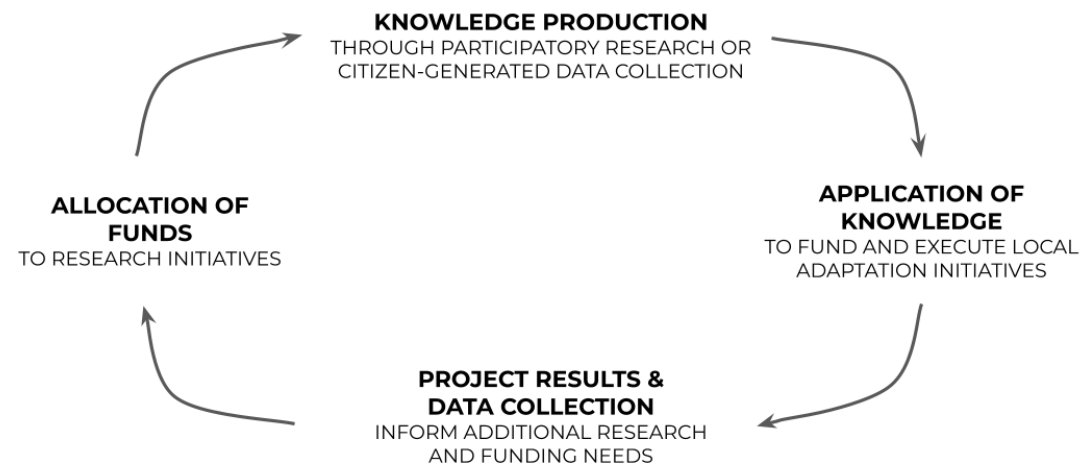 KNOWLEDGE PRODUCTION
THROUGH PARTICIPATORY RESEARCH OR
CITIZEN-GENERATED DATA COLLECTION
APPLICATION OF
KNOWLEDGE
TO FUND AND EXECUTE LOCAL
ADAPTATION INITIATIVES
PROJECT RESULTS &
DATA COLLECTION
INFORM ADDITIONAL RESEARCH
AND FUNDING NEEDS
ALLOCATION OF
FUNDS
TO RESEARCH INITIATIVES